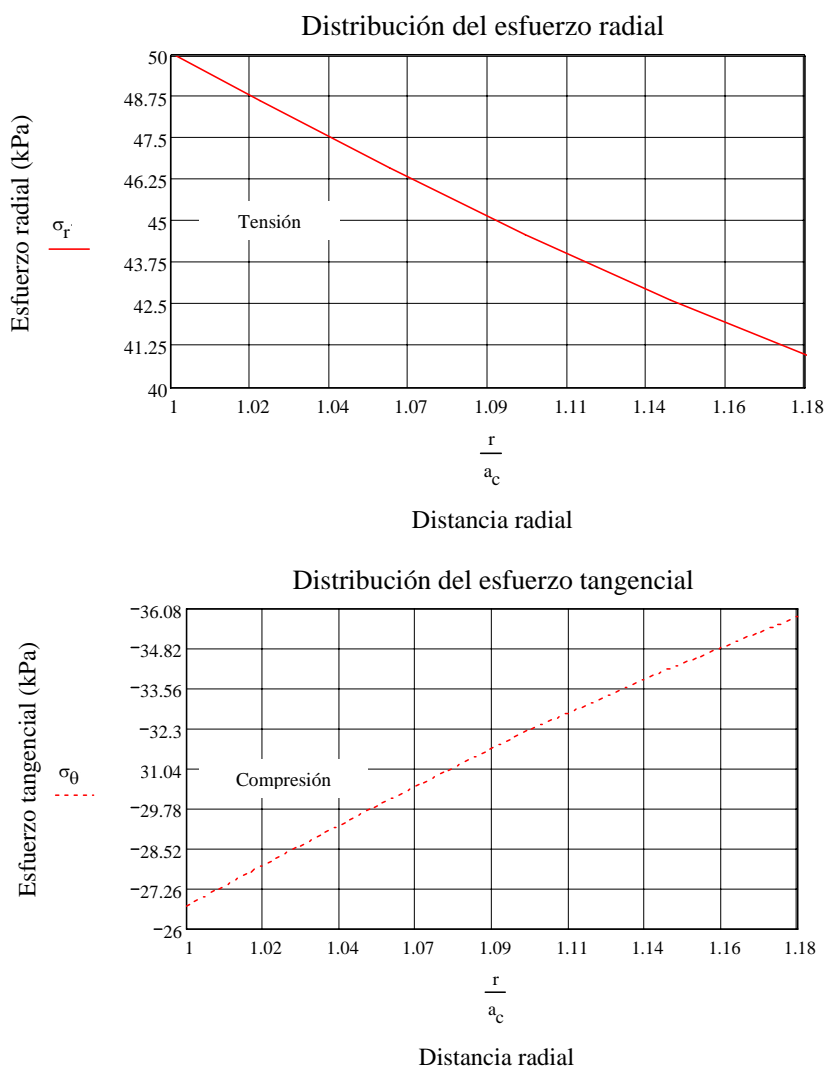 Distribución del esfuerzo radial
Esfuerzo radial (kPa)
σr
50
48.75
47.5
46.25
45
43.75
42.5
41.25
40
Tensión
1 1.02 1.04 1.07 1.09 1.11 1.14 1.16 1.18
r
ac
Distancia radial
Distribución del esfuerzo tangencial
Esfuerzo tangencial (kPa)
σθ
−36.08
−34.82
−33.56
−32.3
31.04
−29.78
−28.52
−27.26
−26
Compresión
1 1.02 1.04 1.07 1.09 1.11 1.14 1.16 1.18
r
ac
Distancia radial